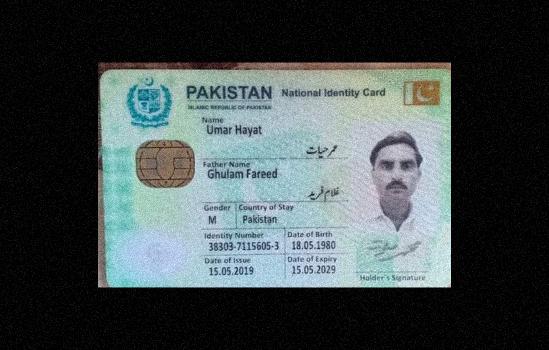 PAKISTAN National Identity Card
ISLAMIC REPUBLIC OF PAKISTAN
Name
Umar Hayat
عمر حیات
Father Name
Ghulam Fareed
غلام فرید
Gender Country of Stay
M Pakistan
Identity Number Date of Birth
38303-7115605-3 18.05.1980
Date of Issue Date of Expiry
15.05.2019 15.05.2029
Holder's Signature